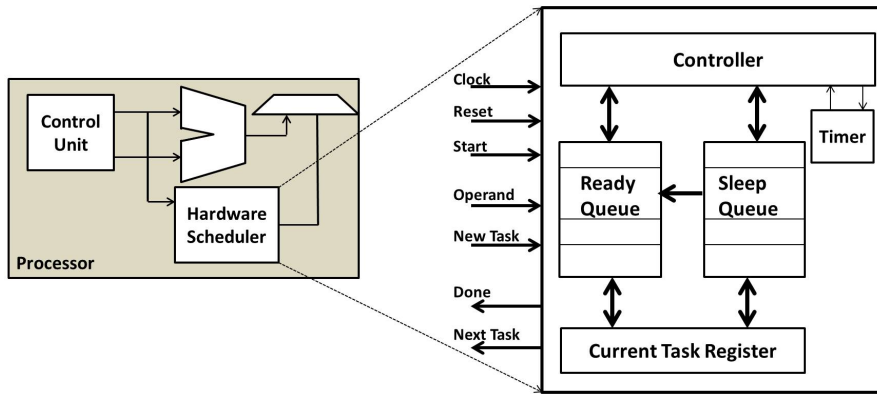 Control
Unit
Hardware
Scheduler
Processor
Clock
Reset
Start
Operand
New Task
Done
Next Task
Controller
Timer
Ready
Queue
Sleep
Queue
Current Task Register